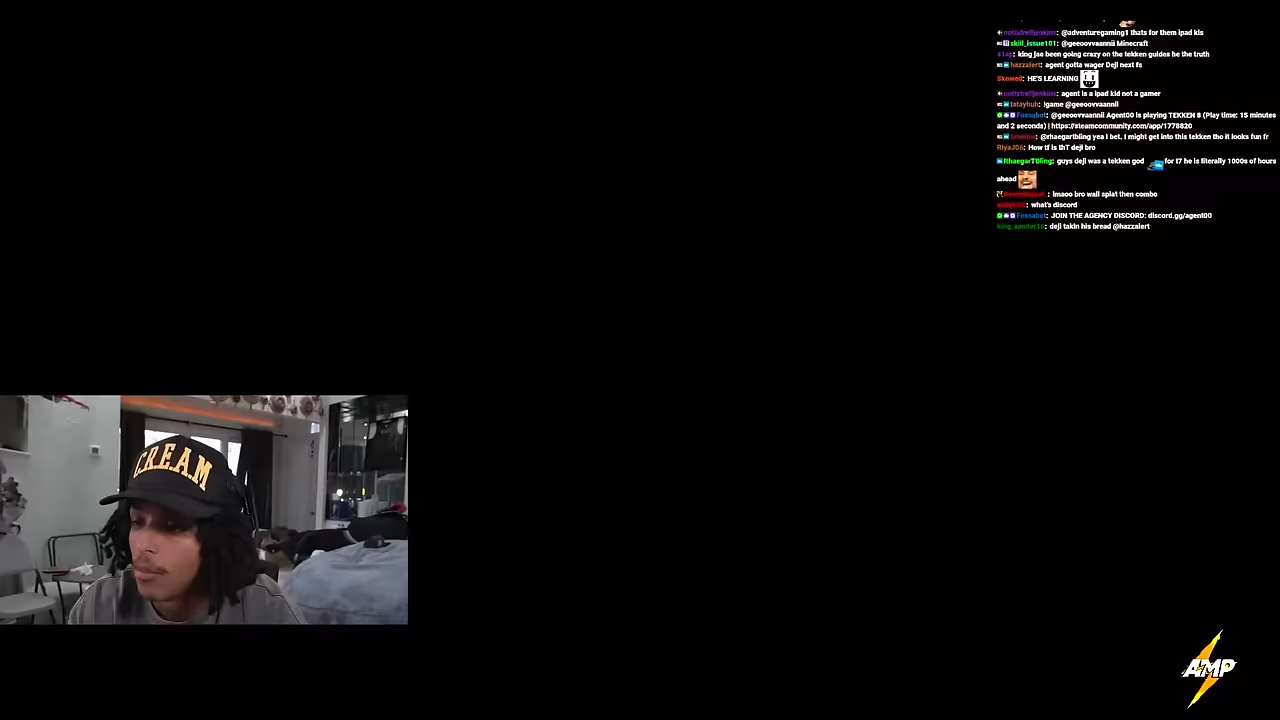 @adventuregaming1 thats for them ipad kis
skill_issue101: @geeoovvaannii Minecraft
king jae been going crazy on the tekken guides he the truth
hazzalert: agent gotta wager Deji next fs
Skowed: HE'S LEARNING
agent is a ipad kid not a gamer
tatayhuh: !game @geeoovvaannii
Fossabot: @geeoovvaannii Agent00 is playing TEKKEN 8 (Play time: 15 minutes
and 2 seconds) | https://steamcommunity.com/app/1778820
@rhaegartbling yea I bet. I might get into this tekken tho it looks fun fr
RiyaJ06: How tf is thT deji bro
RhaegarTBling: guys deji was a tekken god for t7 he is literally 1000s of hours
ahead
: lmaoo bro wall splat then combo
: what's discord
Fossabot: JOIN THE AGENCY DISCORD: discord.gg/agent00
deji takin his bread @hazzalert
C.R.E.A.M
AMP